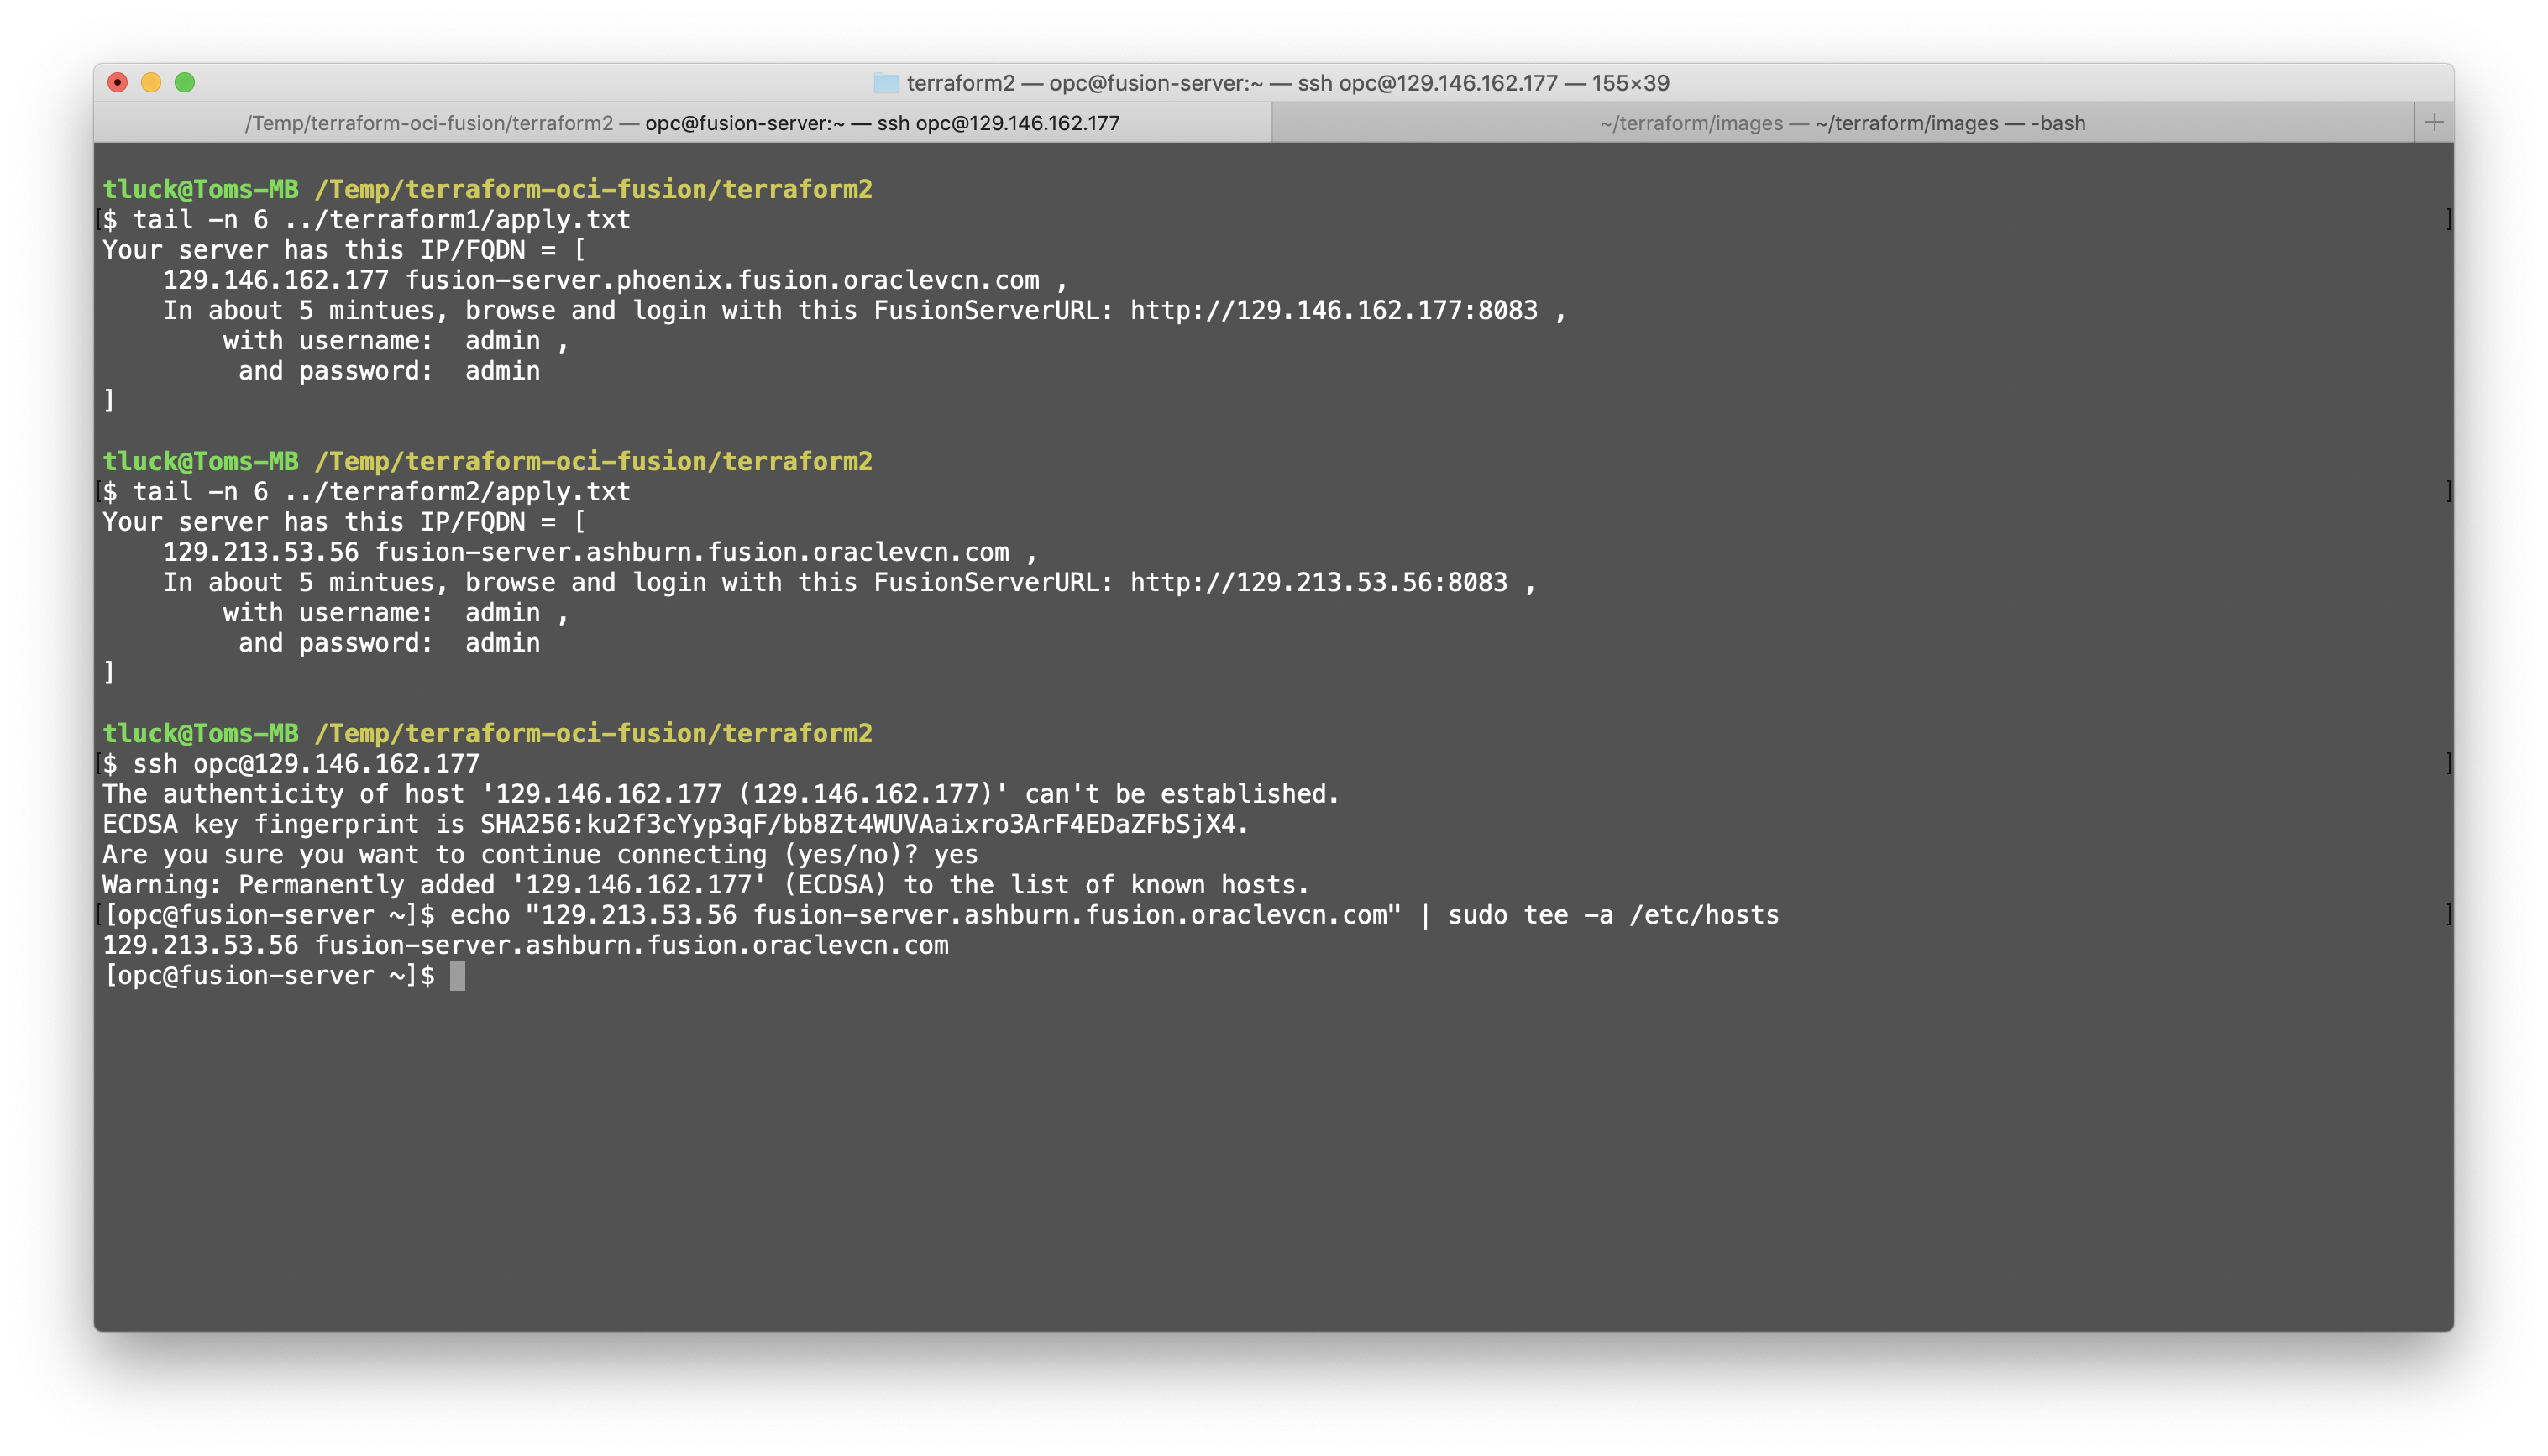 terraform2 — opc@fusion-server:~ — ssh opc@129.146.162.177 — 155×39
/Temp/terraform-oci-fusion/terraform2 — opc@fusion-server:~ — ssh opc@129.146.162.177
~/terraform/images — ~/terraform/images — -bash
tluck@Toms-MB /Temp/terraform-oci-fusion/terraform2
[$ tail -n 6 ../terraform1/apply.txt ]
Your server has this IP/FQDN = [
    129.146.162.177 fusion-server.phoenix.fusion.oraclevcn.com ,
    In about 5 mintues, browse and login with this FusionServerURL: http://129.146.162.177:8083 ,
        with username:  admin ,
         and password:  admin
]
tluck@Toms-MB /Temp/terraform-oci-fusion/terraform2
[$ tail -n 6 ../terraform2/apply.txt ]
Your server has this IP/FQDN = [
    129.213.53.56 fusion-server.ashburn.fusion.oraclevcn.com ,
    In about 5 mintues, browse and login with this FusionServerURL: http://129.213.53.56:8083 ,
        with username:  admin ,
         and password:  admin
]
tluck@Toms-MB /Temp/terraform-oci-fusion/terraform2
[$ ssh opc@129.146.162.177 ]
The authenticity of host '129.146.162.177 (129.146.162.177)' can't be established.
ECDSA key fingerprint is SHA256:ku2f3cYyp3qF/bb8Zt4WUVAaixro3ArF4EDaZFbSjX4.
Are you sure you want to continue connecting (yes/no)? yes
Warning: Permanently added '129.146.162.177' (ECDSA) to the list of known hosts.
[[opc@fusion-server ~]$ echo "129.213.53.56 fusion-server.ashburn.fusion.oraclevcn.com" | sudo tee -a /etc/hosts ]
129.213.53.56 fusion-server.ashburn.fusion.oraclevcn.com
[opc@fusion-server ~]$